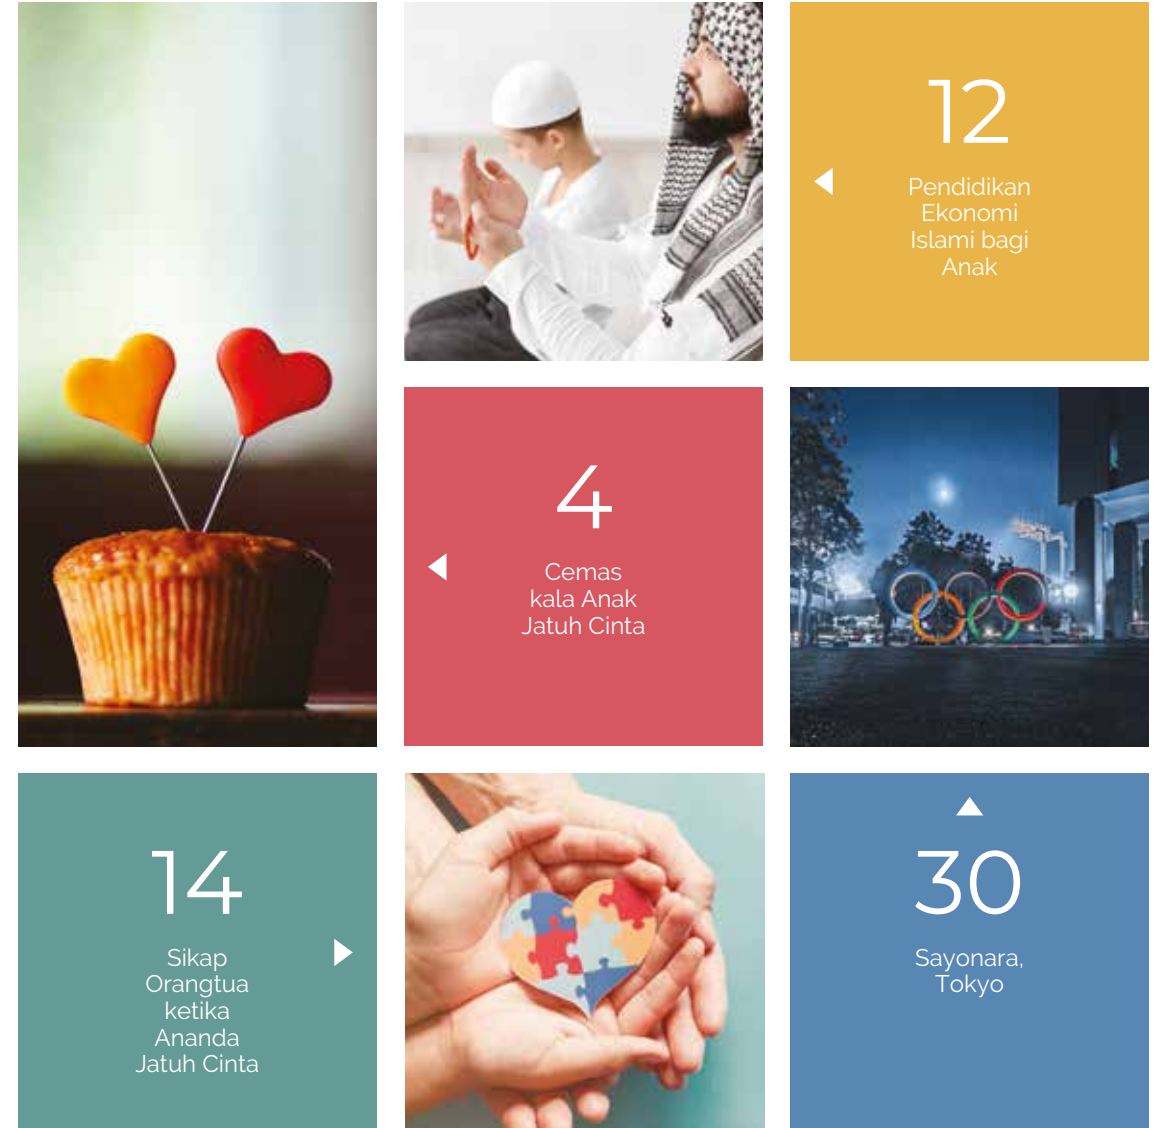 12
Pendidikan
Ekonomi
Islami bagi
Anak
4
Cemas
kala Anak
Jatuh Cinta
14
Sikap
Orangtua
ketika
Ananda
Jatuh Cinta
30
Sayonara,
Tokyo